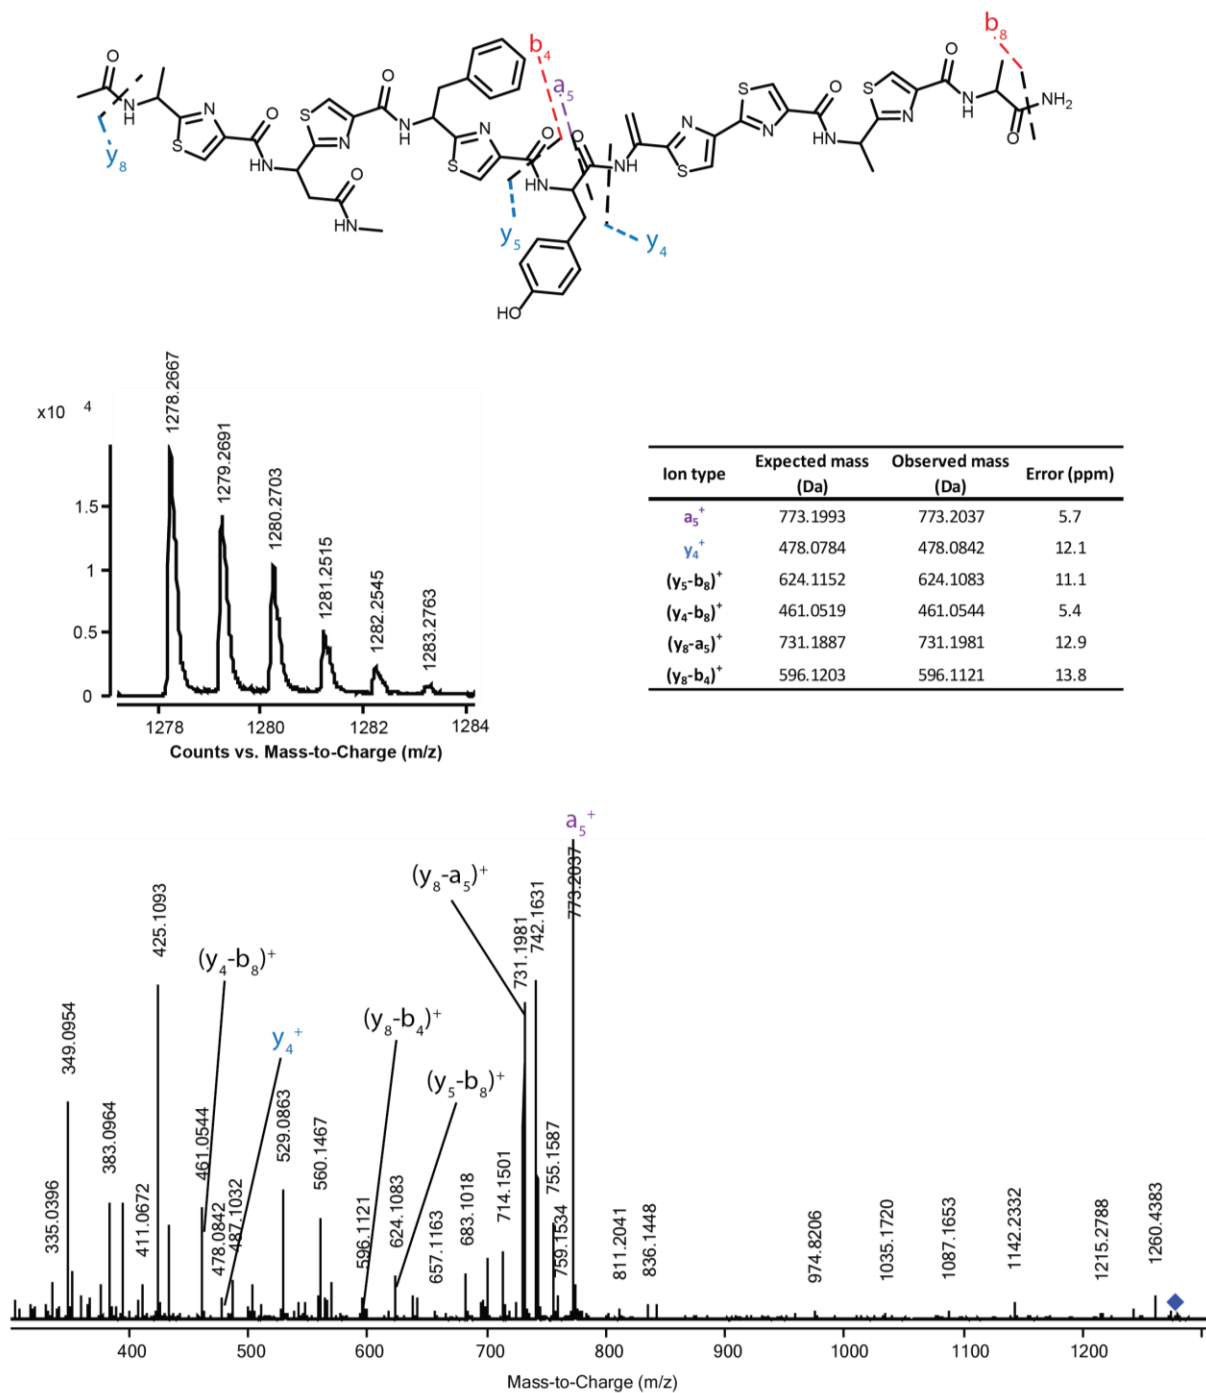 b₄
b₈
a₅
O
N
H
N
S
O
HN
N
S
O
HN
O
N
H
N
S
O
HN
O
NH
N
S
S
N
O
N
H
S
N
O
N
H
O
NH₂
y₈
y₅
y₄
HO
x10 4
1278.2667
1279.2691
1280.2703
1281.2515
1282.2545
1283.2763
1.5
1
0.5
0
1278 1280 1282 1284
Counts vs. Mass-to-Charge (m/z)
Ion type Expected mass (Da) Observed mass (Da) Error (ppm)
a₅⁺ 773.1993 773.2037 5.7
y₄⁺ 478.0784 478.0842 12.1
(y₅-b₈)⁺ 624.1152 624.1083 11.1
(y₄-b₈)⁺ 461.0519 461.0544 5.4
(y₈-a₅)⁺ 731.1887 731.1981 12.9
(y₈-b₄)⁺ 596.1203 596.1121 13.8
a₅⁺
(y₈-a₅)⁺
(y₄-b₈)⁺
(y₈-b₄)⁺
y₄⁺
(y₅-b₈)⁺
335.0396
349.0954
383.0964
411.0672
425.1093
461.0544
478.0842
487.1032
529.0863
560.1467
596.1121
624.1083
657.1163
683.1018
714.1501
731.1981
742.1631
755.1587
759.1534
773.2037
811.2041
836.1448
974.8206
1035.1720
1087.1653
1142.2332
1215.2788
1260.4383
400 500 600 700 800 900 1000 1100 1200
Mass-to-Charge (m/z)